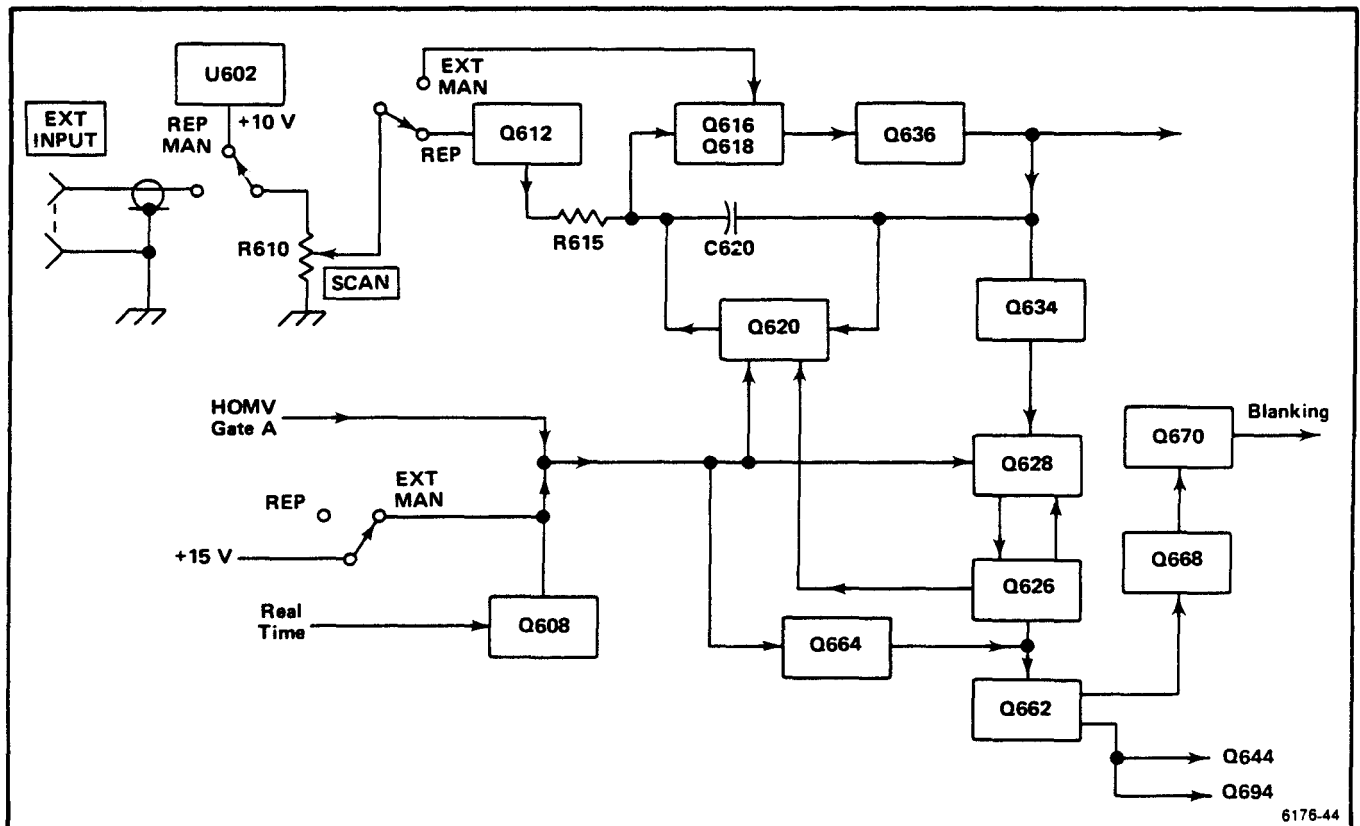 U602
EXT
INPUT
REP
MAN
+10 V
EXT
MAN
REP
Q612
Q616
Q618
Q636
R610
SCAN
R615
C620
Q620
Q634
HOMV
Gate A
REP
EXT
MAN
+15 V
Real
Time
Q608
Q628
Q626
Q664
Q662
Q670
Blanking
Q668
Q644
Q694
6176-44